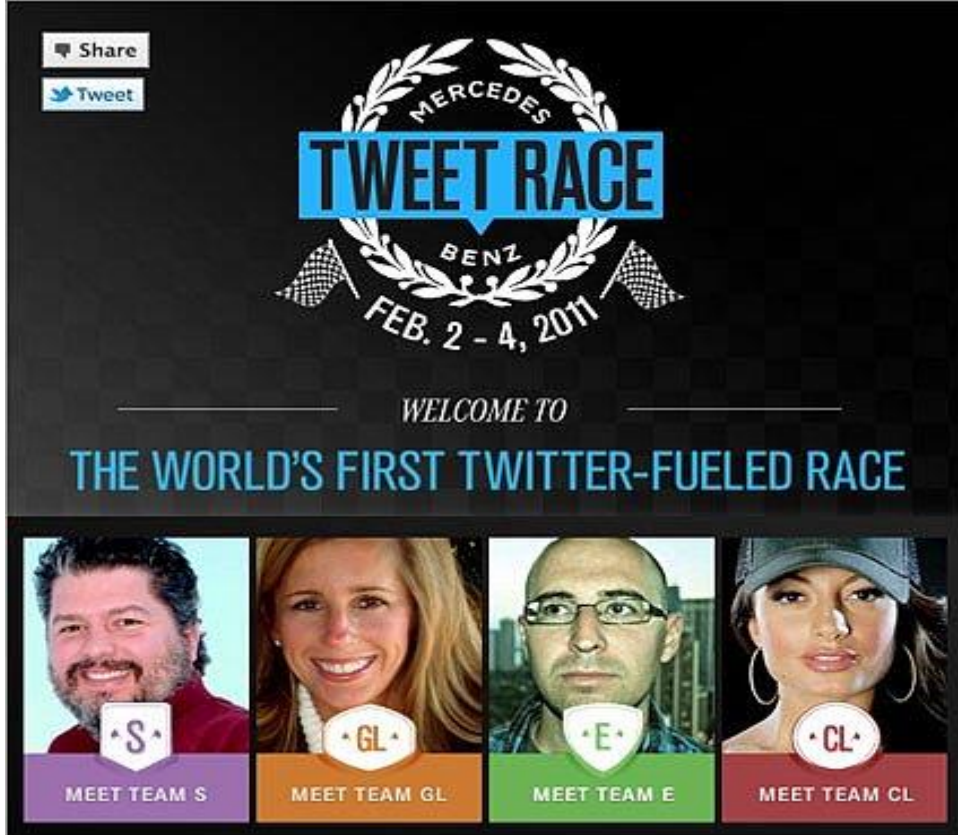 Share
Tweet
MERCEDES
TWEET RACE
BENZ
FEB. 2 - 4, 2011
WELCOME TO
THE WORLD'S FIRST TWITTER-FUELED RACE
S
GL
E
CL
MEET TEAM S
MEET TEAM GL
MEET TEAM E
MEET TEAM CL